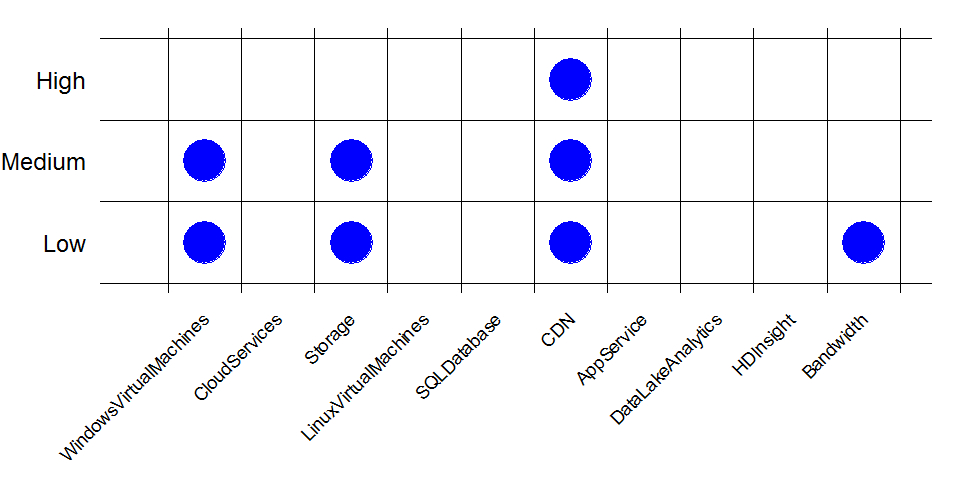 High
Medium
Low
WindowsVirtualMachines
CloudServices
Storage
LinuxVirtualMachines
SQLDatabase
CDN
AppService
DataLakeAnalytics
HDInsight
Bandwidth